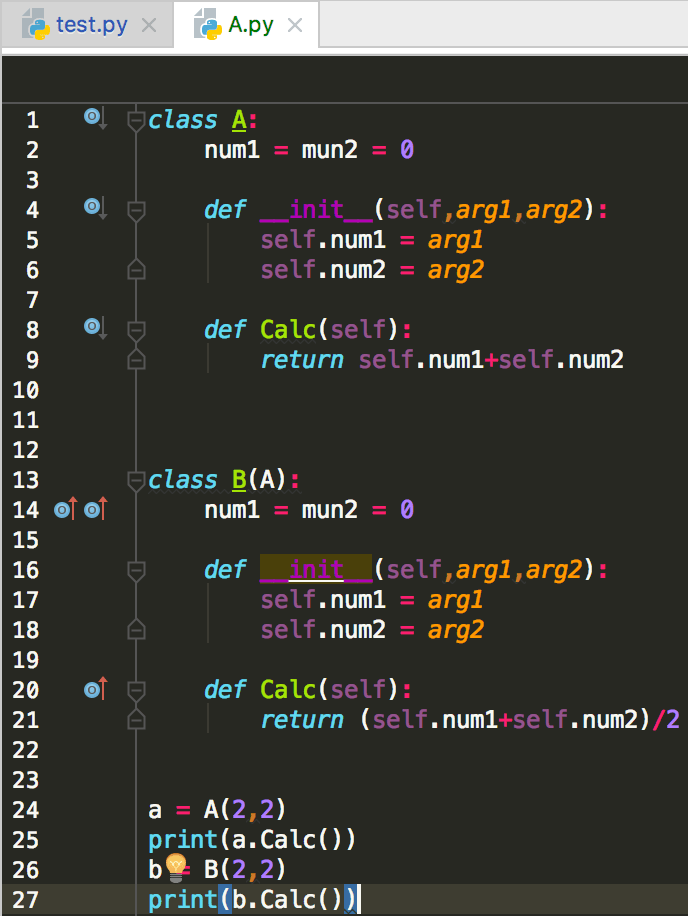 test.py A.py
1 class A:
2 num1 = mun2 = 0
3
4 def __init__(self,arg1,arg2):
5 self.num1 = arg1
6 self.num2 = arg2
7
8 def Calc(self):
9 return self.num1+self.num2
10
11
12
13 class B(A):
14 num1 = mun2 = 0
15
16 def __init__(self,arg1,arg2):
17 self.num1 = arg1
18 self.num2 = arg2
19
20 def Calc(self):
21 return (self.num1+self.num2)/2
22
23
24 a = A(2,2)
25 print(a.Calc())
26 b = B(2,2)
27 print(b.Calc())